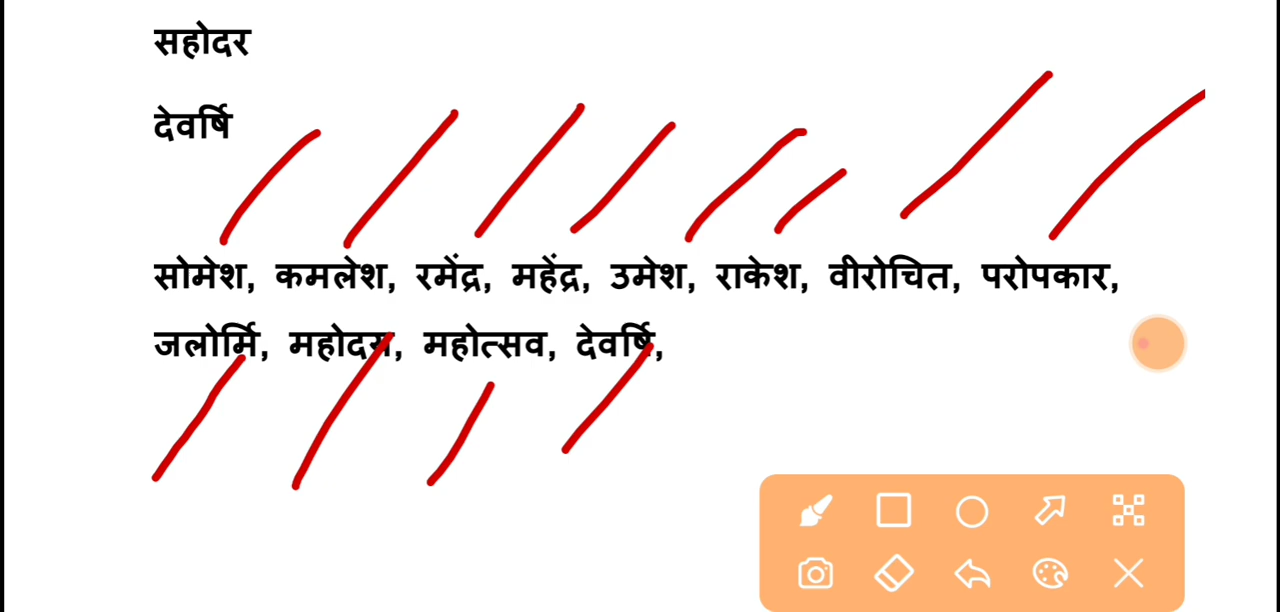 सहोदर
देवर्षि
सोमेश, कमलेश, रमेंद्र, महेंद्र, उमेश, राकेश, वीरोचित, परोपकार,
जलोर्मि, महोदय, महोत्सव, देवर्षि,